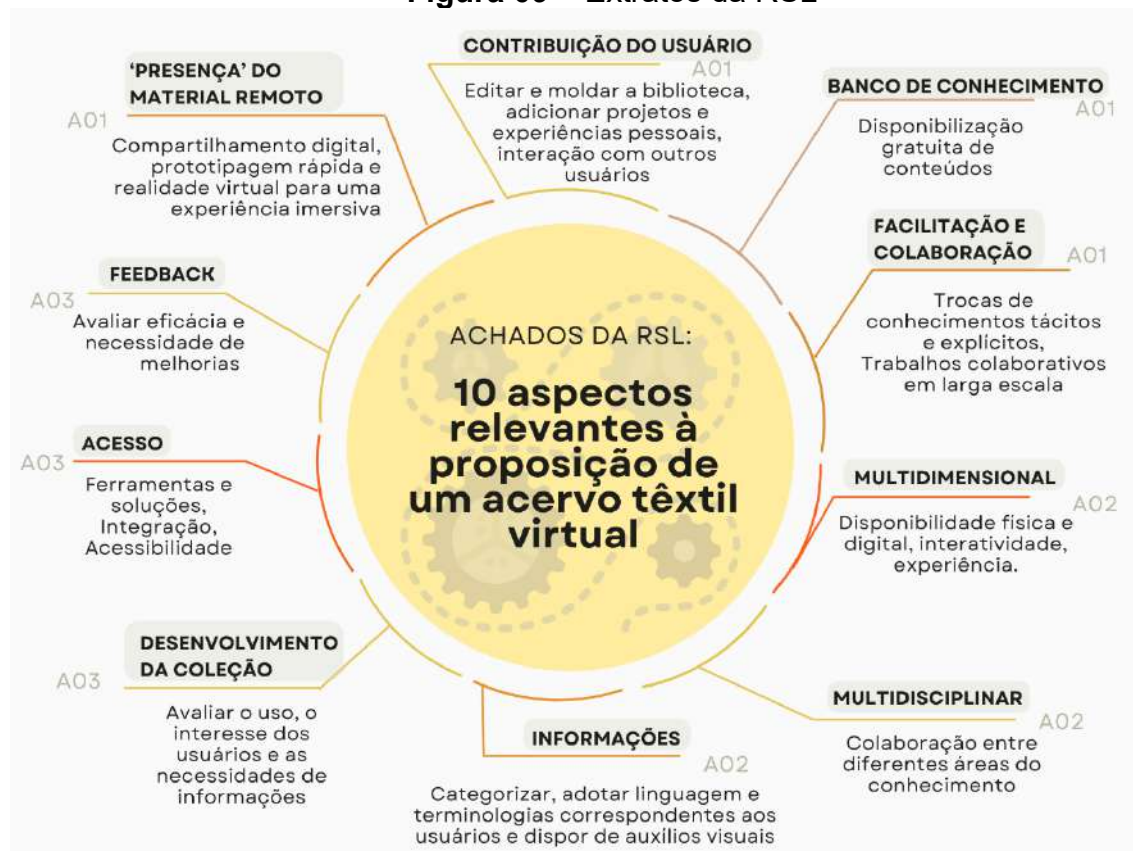 CONTRIBUIÇÃO DO USUÁRIO
A01
Editar e moldar a biblioteca,
adicionar projetos e
experiências pessoais,
interação com outros
usuários
BANCO DE CONHECIMENTO
A01
Disponibilização
gratuita de
conteúdos
FACILITAÇÃO E
COLABORAÇÃO
A01
Trocas de
conhecimentos tácitos
e explícitos,
Trabalhos colaborativos
em larga escala
MULTIDIMENSIONAL
A02
Disponibilidade física e
digital, interatividade,
experiência.
MULTIDISCIPLINAR
A02
Colaboração entre
diferentes áreas do
conhecimento
INFORMAÇÕES
A02
Categorizar, adotar linguagem e
terminologias correspondentes aos
usuários e dispor de auxílios visuais
DESENVOLVIMENTO
DA COLEÇÃO
A03
Avaliar o uso, o
interesse dos
usuários e as
necessidades de
informações
ACESSO
A03
Ferramentas e
soluções,
Integração,
Acessibilidade
FEEDBACK
A03
Avaliar eficácia e
necessidade de
melhorias
'PRESENÇA' DO
MATERIAL REMOTO
A01
Compartilhamento digital,
prototipagem rápida e
realidade virtual para uma
experiência imersiva
ACHADOS DA RSL:
10 aspectos
relevantes à
proposição de
um acervo têxtil
virtual